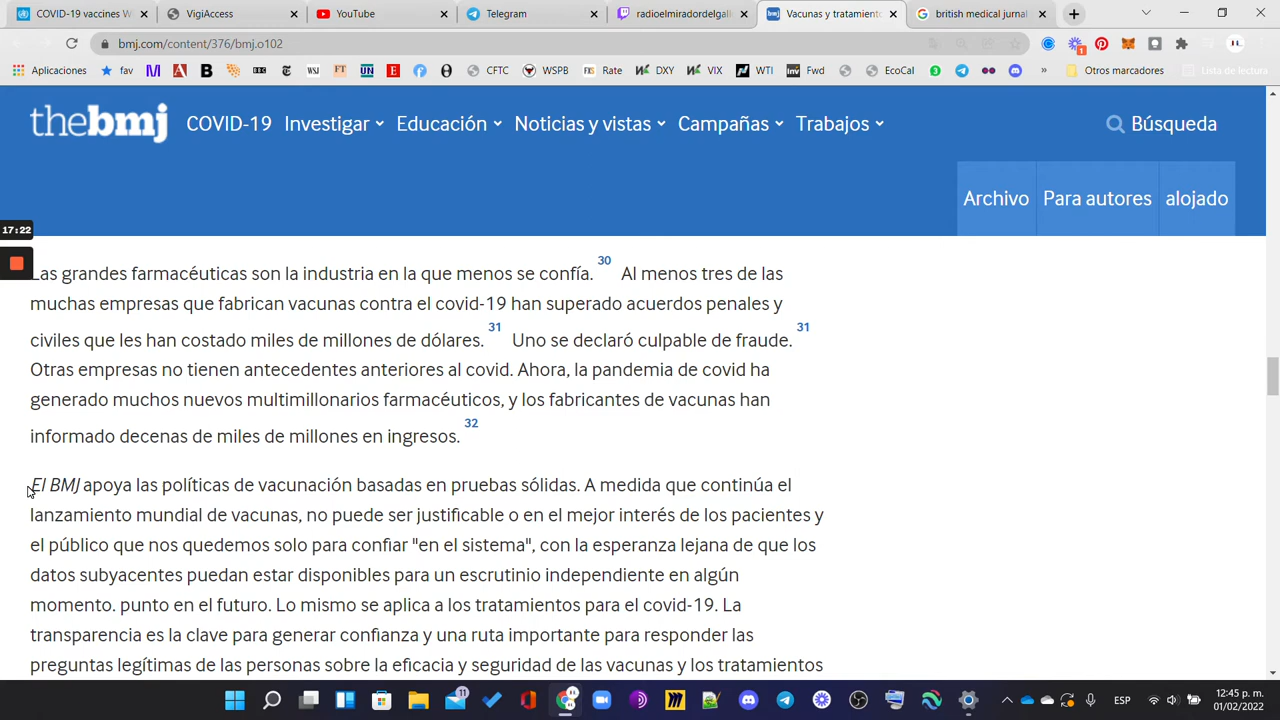 COVID-19 vaccines W
VigiAccess
YouTube
Telegram
radioelmiradordelgall
Vacunas y tratamiento
british medical jurnal
bmj.com/content/376/bmj.o102
Aplicaciones fav CFTC WSPB Rate DXY VIX WTI Fwd EcoCal » Otros marcadores Lista de lectura
thebmj COVID-19 Investigar Educación Noticias y vistas Campañas Trabajos Búsqueda
Archivo Para autores alojado
17:22
Las grandes farmacéuticas son la industria en la que menos se confía. 30 Al menos tres de las
muchas empresas que fabrican vacunas contra el covid-19 han superado acuerdos penales y
civiles que les han costado miles de millones de dólares. 31 Uno se declaró culpable de fraude. 31
Otras empresas no tienen antecedentes anteriores al covid. Ahora, la pandemia de covid ha
generado muchos nuevos multimillonarios farmacéuticos, y los fabricantes de vacunas han
informado decenas de miles de millones en ingresos. 32
El BMJ apoya las políticas de vacunación basadas en pruebas sólidas. A medida que continúa el
lanzamiento mundial de vacunas, no puede ser justificable o en el mejor interés de los pacientes y
el público que nos quedemos solo para confiar "en el sistema", con la esperanza lejana de que los
datos subyacentes puedan estar disponibles para un escrutinio independiente en algún
momento. punto en el futuro. Lo mismo se aplica a los tratamientos para el covid-19. La
transparencia es la clave para generar confianza y una ruta importante para responder las
preguntas legítimas de las personas sobre la eficacia y seguridad de las vacunas y los tratamientos
11
ESP
12:45 p. m.
01/02/2022